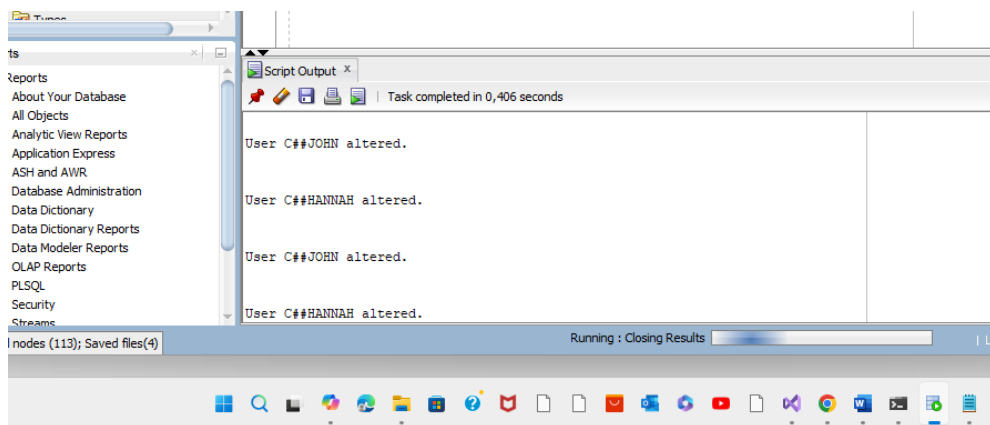 Types
ts
Reports
About Your Database
All Objects
Analytic View Reports
Application Express
ASH and AWR
Database Administration
Data Dictionary
Data Dictionary Reports
Data Modeler Reports
OLAP Reports
PLSQL
Security
Streams
l nodes (113); Saved files(4)
Script Output
Task completed in 0,406 seconds
User C##JOHN altered.
User C##HANNAH altered.
User C##JOHN altered.
User C##HANNAH altered.
Running : Closing Results